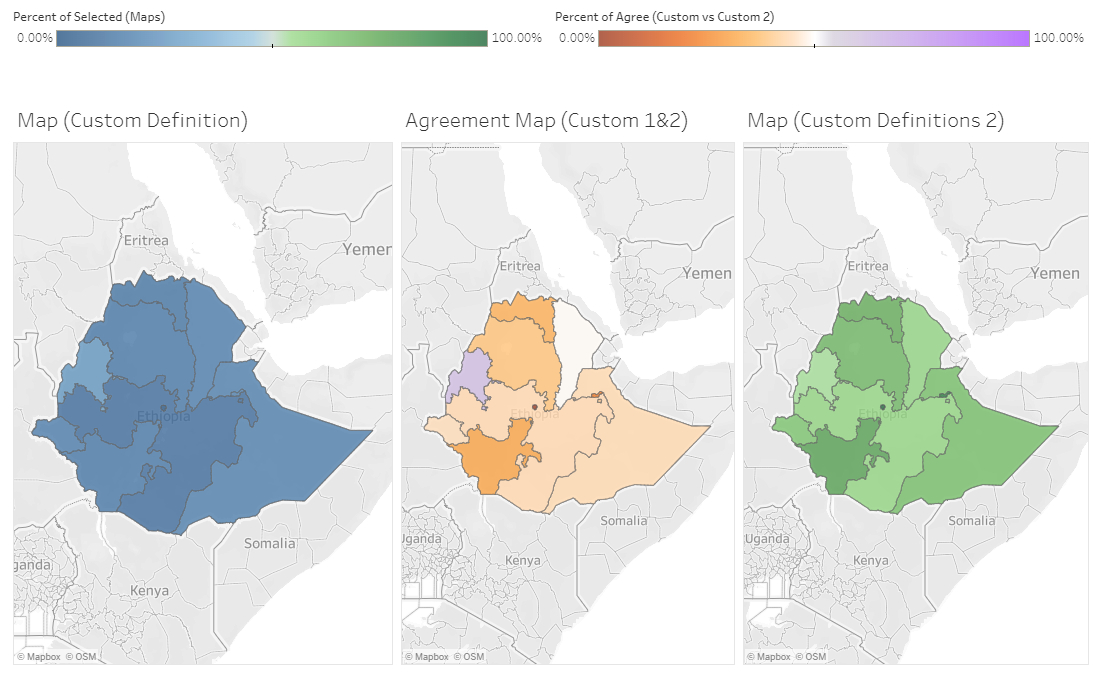 Percent of Selected (Maps)
0.00% 100.00%
Percent of Agree (Custom vs Custom 2)
0.00% 100.00%
Map (Custom Definition)
Eritrea
Yemen
Ethiopia
Somalia
ganda
Kenya
© Mapbox © OSM
Agreement Map (Custom 1&2)
Eritrea
Yemen
Ethiopia
Somalia
Uganda
Kenya
© Mapbox © OSM
Map (Custom Definitions 2)
Eritrea
Yemen
Ethiopia
Somalia
Uganda
Kenya
© Mapbox © OSM